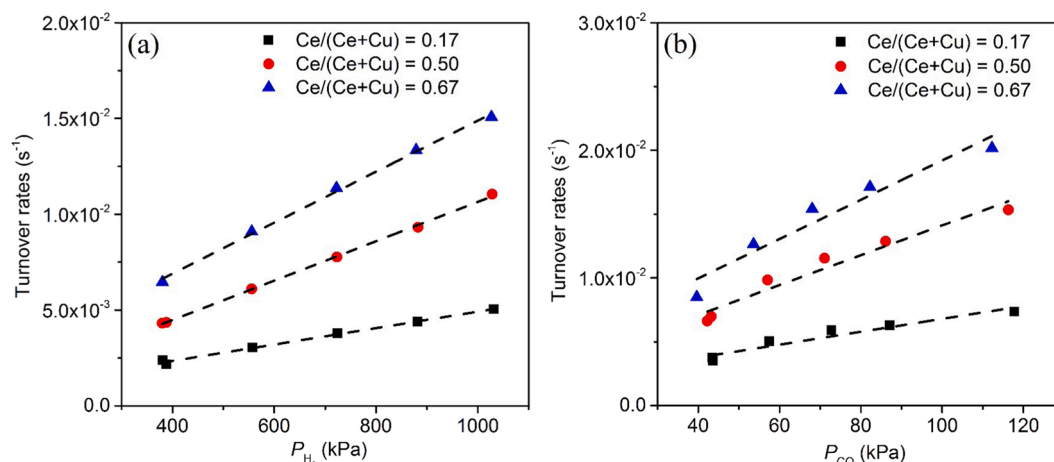 (a)
Ce/(Ce+Cu) = 0.17
Ce/(Ce+Cu) = 0.50
Ce/(Ce+Cu) = 0.67
2.0x10⁻²
1.5x10⁻²
1.0x10⁻²
5.0x10⁻³
0.0
Turnover rates (s⁻¹)
400 600 800 1000
P_H (kPa)
(b)
Ce/(Ce+Cu) = 0.17
Ce/(Ce+Cu) = 0.50
Ce/(Ce+Cu) = 0.67
3.0x10⁻²
2.0x10⁻²
1.0x10⁻²
0.0
Turnover rates (s⁻¹)
40 60 80 100 120
P_CO (kPa)